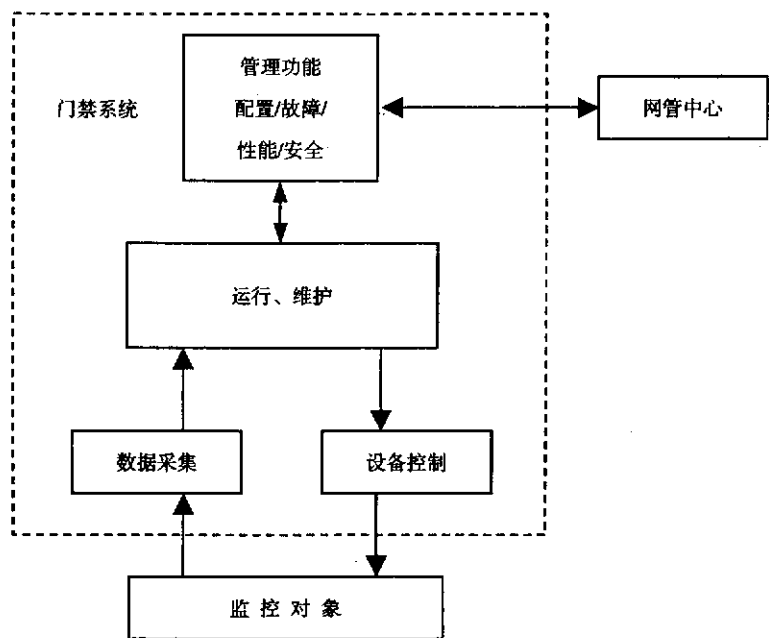 管理功能
门禁系统
配置/故障/
性能/安全
网管中心
运行、维护
数据采集
设备控制
监控对象